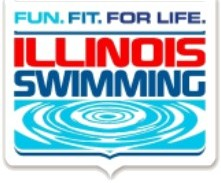 FUN. FIT. FOR LIFE.
ILLINOIS
SWIMMING